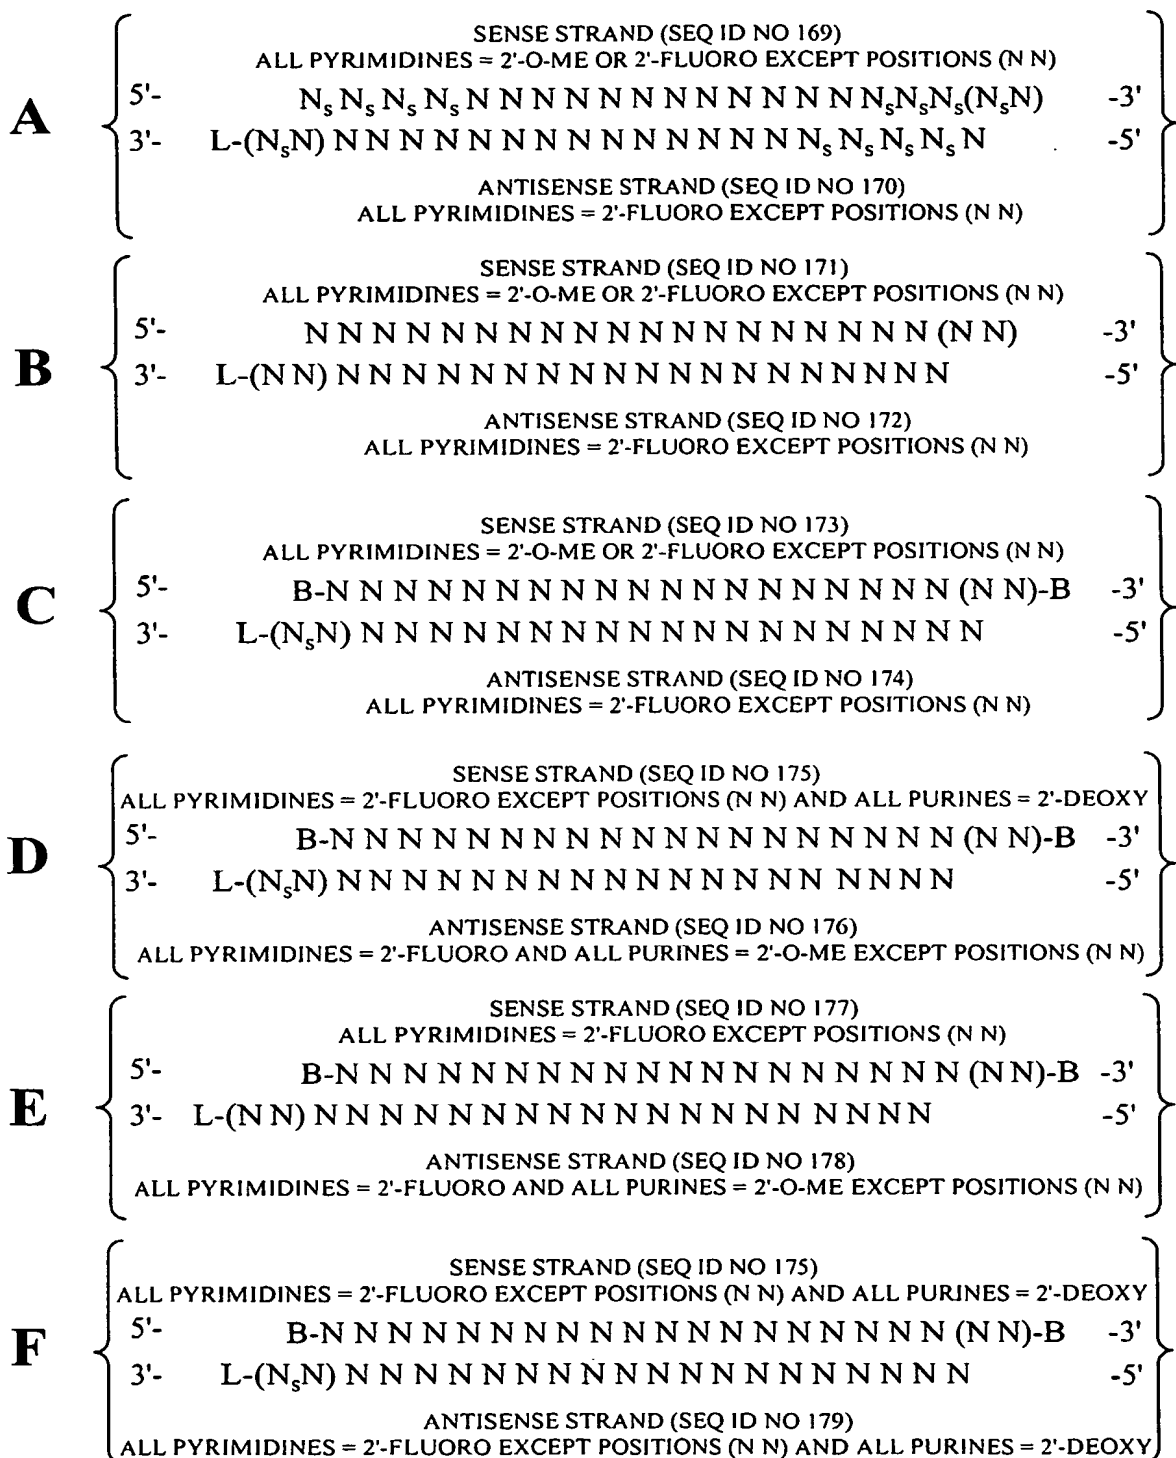 A
SENSE STRAND (SEQ ID NO 169)
ALL PYRIMIDINES = 2'-O-ME OR 2'-FLUORO EXCEPT POSITIONS (N N)
5'- NsNsNsNsN N N N N N N N N N N N NsNsNs(NsN) -3'
3'- L-(NsN) N N N N N N N N N N N N N N Ns Ns Ns Ns N -5'
ANTISENSE STRAND (SEQ ID NO 170)
ALL PYRIMIDINES = 2'-FLUORO EXCEPT POSITIONS (N N)
B
SENSE STRAND (SEQ ID NO 171)
ALL PYRIMIDINES = 2'-O-ME OR 2'-FLUORO EXCEPT POSITIONS (N N)
5'- N N N N N N N N N N N N N N N N N N N (N N) -3'
3'- L-(N N) N N N N N N N N N N N N N N N N N N N -5'
ANTISENSE STRAND (SEQ ID NO 172)
ALL PYRIMIDINES = 2'-FLUORO EXCEPT POSITIONS (N N)
C
SENSE STRAND (SEQ ID NO 173)
ALL PYRIMIDINES = 2'-O-ME OR 2'-FLUORO EXCEPT POSITIONS (N N)
5'- B-N N N N N N N N N N N N N N N N N N N (N N)-B -3'
3'- L-(NsN) N N N N N N N N N N N N N N N N N N N -5'
ANTISENSE STRAND (SEQ ID NO 174)
ALL PYRIMIDINES = 2'-FLUORO EXCEPT POSITIONS (N N)
D
SENSE STRAND (SEQ ID NO 175)
ALL PYRIMIDINES = 2'-FLUORO EXCEPT POSITIONS (N N) AND ALL PURINES = 2'-DEOXY
5'- B-N N N N N N N N N N N N N N N N N N N (N N)-B -3'
3'- L-(NsN) N N N N N N N N N N N N N N N N N N N -5'
ANTISENSE STRAND (SEQ ID NO 176)
ALL PYRIMIDINES = 2'-FLUORO AND ALL PURINES = 2'-O-ME EXCEPT POSITIONS (N N)
E
SENSE STRAND (SEQ ID NO 177)
ALL PYRIMIDINES = 2'-FLUORO EXCEPT POSITIONS (N N)
5'- B-N N N N N N N N N N N N N N N N N N N (N N)-B -3'
3'- L-(N N) N N N N N N N N N N N N N N N N N N N -5'
ANTISENSE STRAND (SEQ ID NO 178)
ALL PYRIMIDINES = 2'-FLUORO AND ALL PURINES = 2'-O-ME EXCEPT POSITIONS (N N)
F
SENSE STRAND (SEQ ID NO 175)
ALL PYRIMIDINES = 2'-FLUORO EXCEPT POSITIONS (N N) AND ALL PURINES = 2'-DEOXY
5'- B-N N N N N N N N N N N N N N N N N N N (N N)-B -3'
3'- L-(NsN) N N N N N N N N N N N N N N N N N N N -5'
ANTISENSE STRAND (SEQ ID NO 179)
ALL PYRIMIDINES = 2'-FLUORO EXCEPT POSITIONS (N N) AND ALL PURINES = 2'-DEOXY